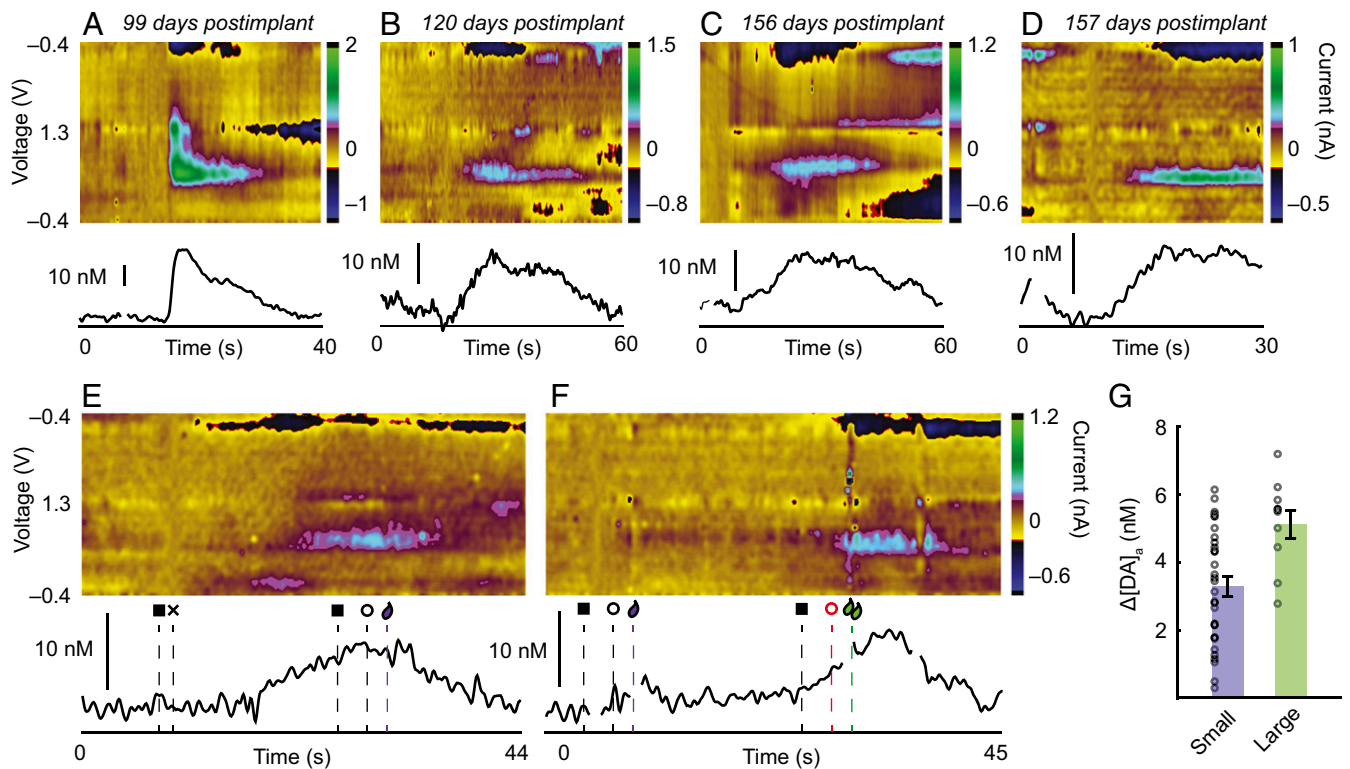 A 99 days postimplant
B 120 days postimplant
C 156 days postimplant
D 157 days postimplant
–0.4
1.3
–0.4
Voltage (V)
2
0
–1
1.5
0
–0.8
1.2
0
–0.6
1
0
–0.5
Current (nA)
10 nM
10 nM
10 nM
10 nM
0 Time (s) 40
0 Time (s) 60
0 Time (s) 60
0 Time (s) 30
E
F
G
–0.4
1.3
–0.4
Voltage (V)
1.2
0
–0.6
Current (nA)
10 nM
10 nM
0 Time (s) 44
0 Time (s) 45
8
6
4
2
Δ[DA]a (nM)
Small
Large